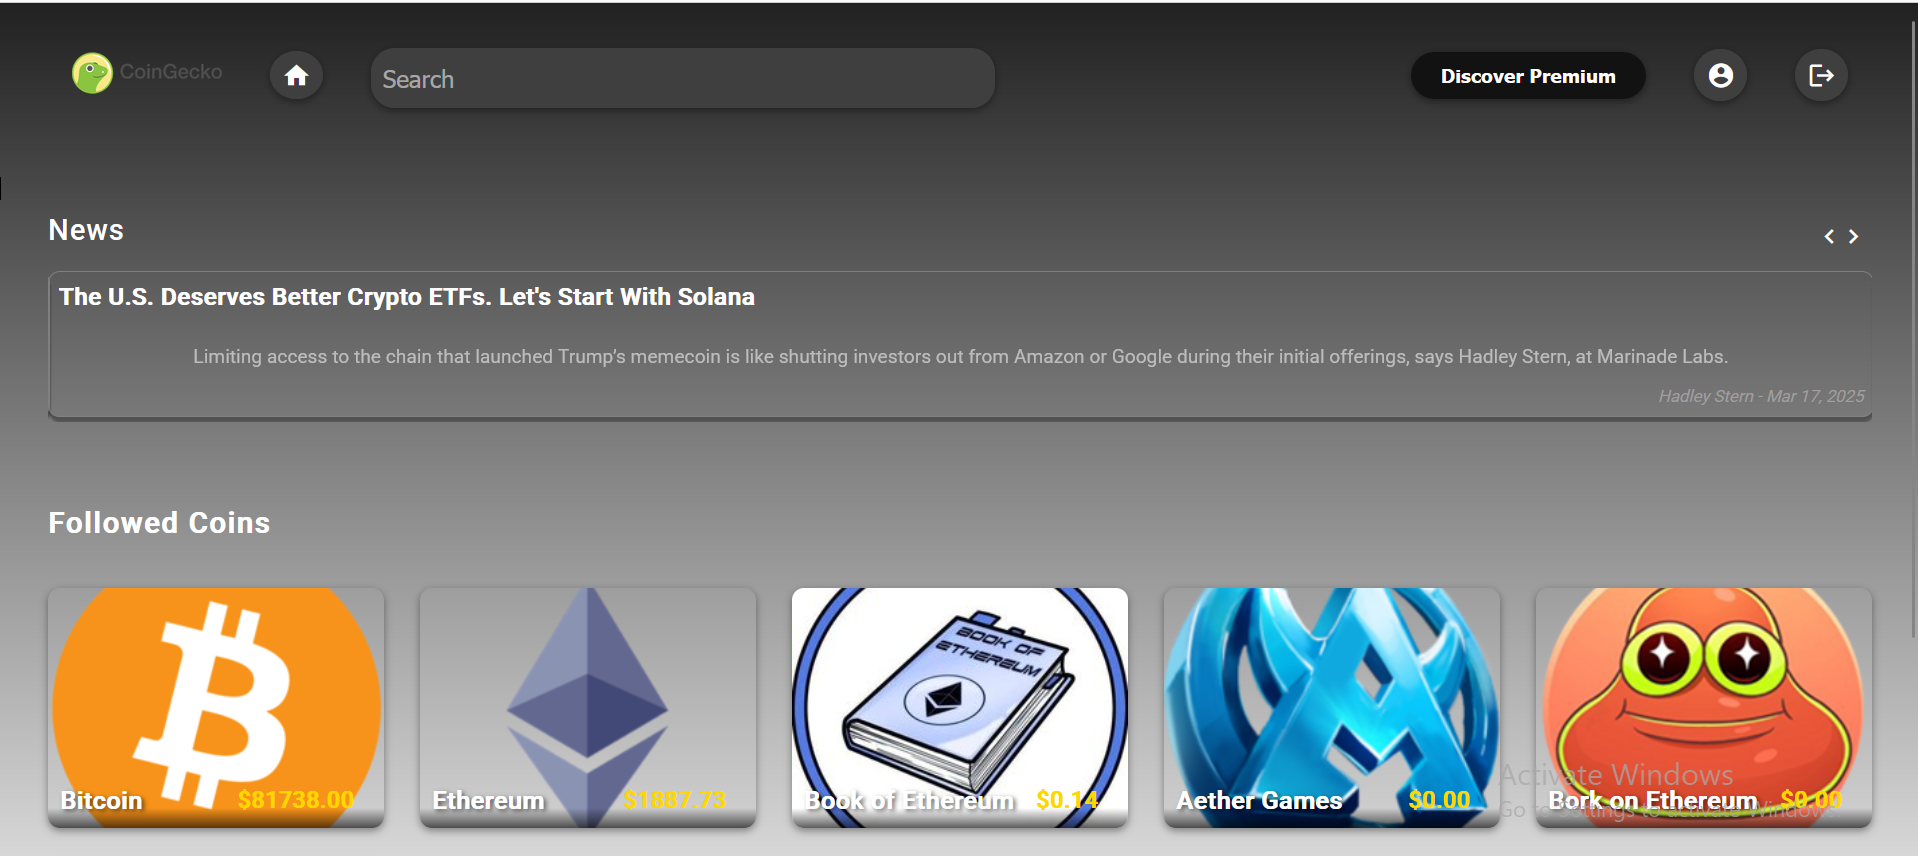 CoinGecko
Search
Discover Premium
News
The U.S. Deserves Better Crypto ETFs. Let's Start With Solana
Limiting access to the chain that launched Trump’s memecoin is like shutting investors out from Amazon or Google during their initial offerings, says Hadley Stern, at Marinade Labs.
Hadley Stern - Mar 17, 2025
Followed Coins
BOOK OF
ETHEREUM
Activate Windows
Go to Settings to activate Windows.
Bitcoin $81738.00
Ethereum $1887.73
Book of Ethereum $0.14
Aether Games $0.00
Bork on Ethereum $0.00